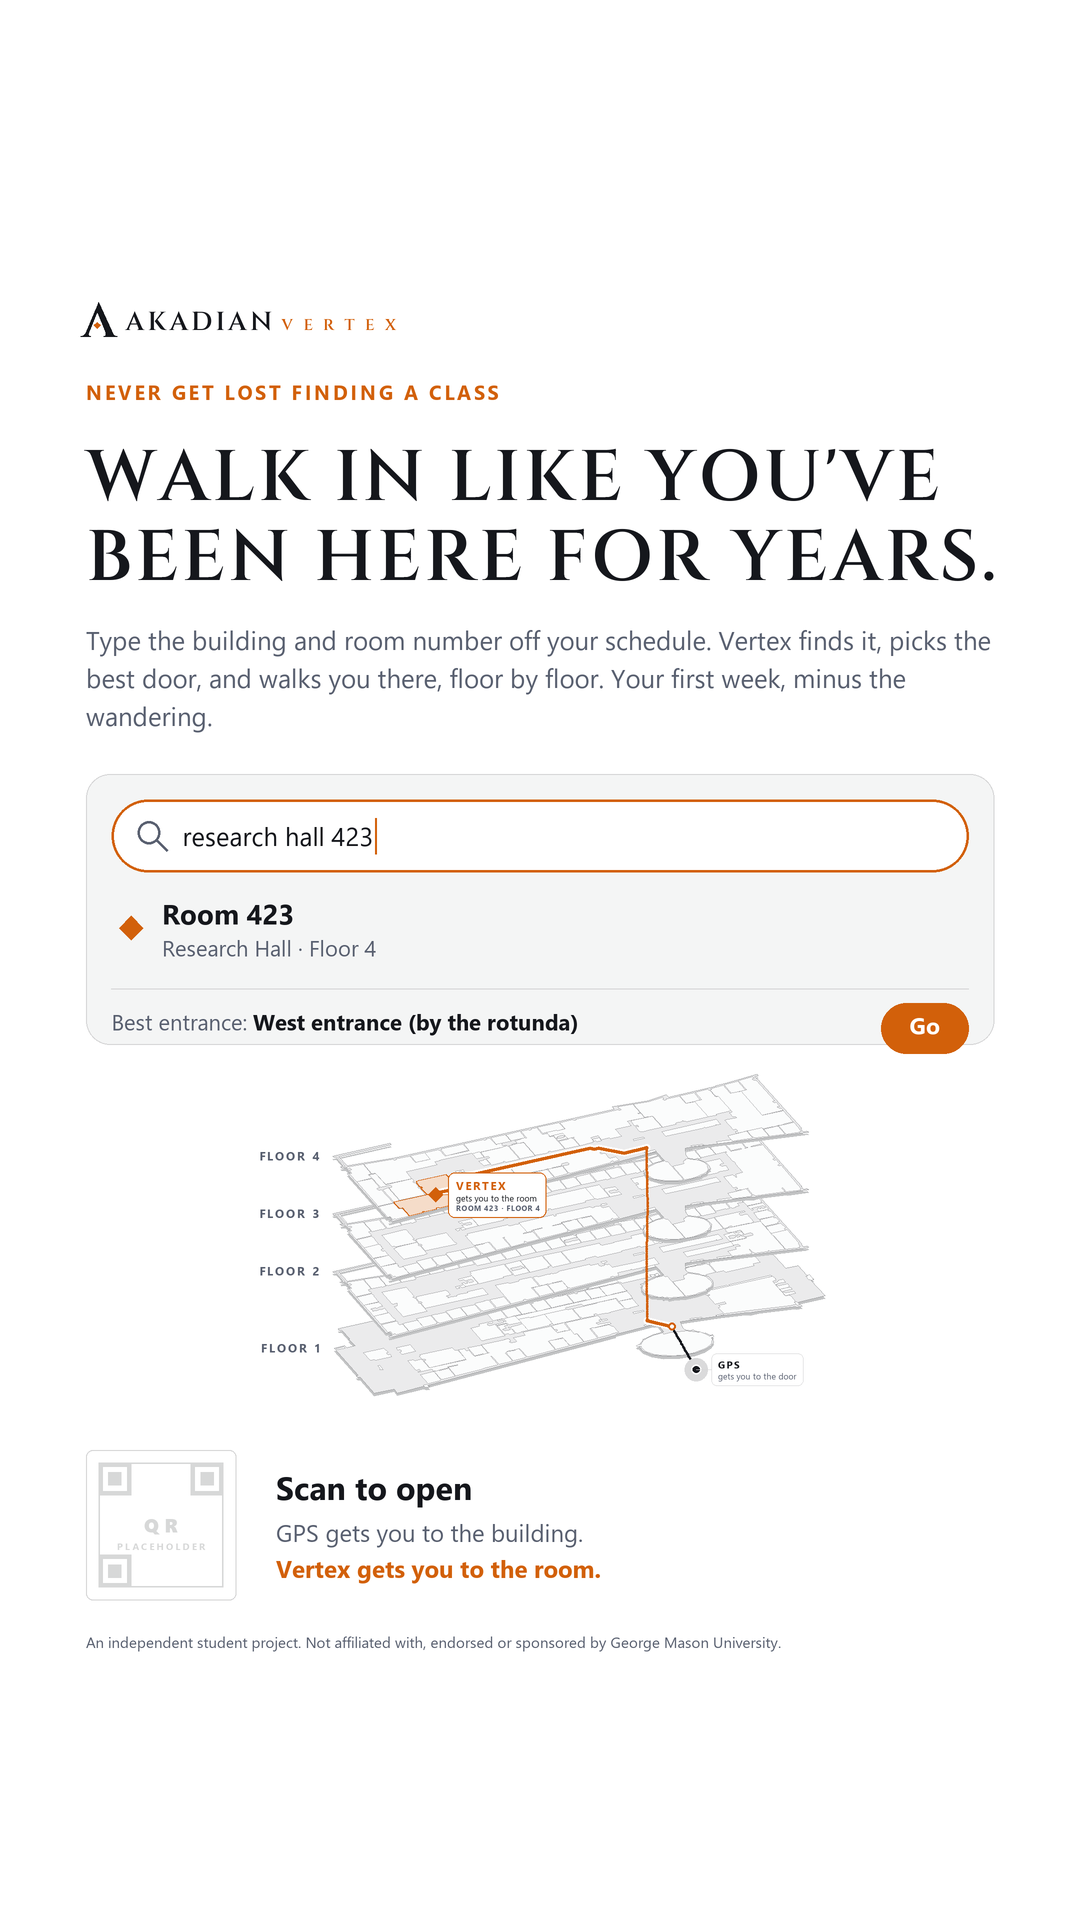 AKADIAN VERTEX
NEVER GET LOST FINDING A CLASS
WALK IN LIKE YOU'VE
BEEN HERE FOR YEARS.
Type the building and room number off your schedule. Vertex finds it, picks the
best door, and walks you there, floor by floor. Your first week, minus the
wandering.
research hall 423
Room 423
Research Hall · Floor 4
Best entrance: West entrance (by the rotunda)
Go
FLOOR 4
VERTEX
gets you to the room
ROOM 423 · FLOOR 4
FLOOR 3
FLOOR 2
FLOOR 1
GPS
gets you to the door
QR
PLACEHOLDER
Scan to open
GPS gets you to the building.
Vertex gets you to the room.
An independent student project. Not affiliated with, endorsed or sponsored by George Mason University.